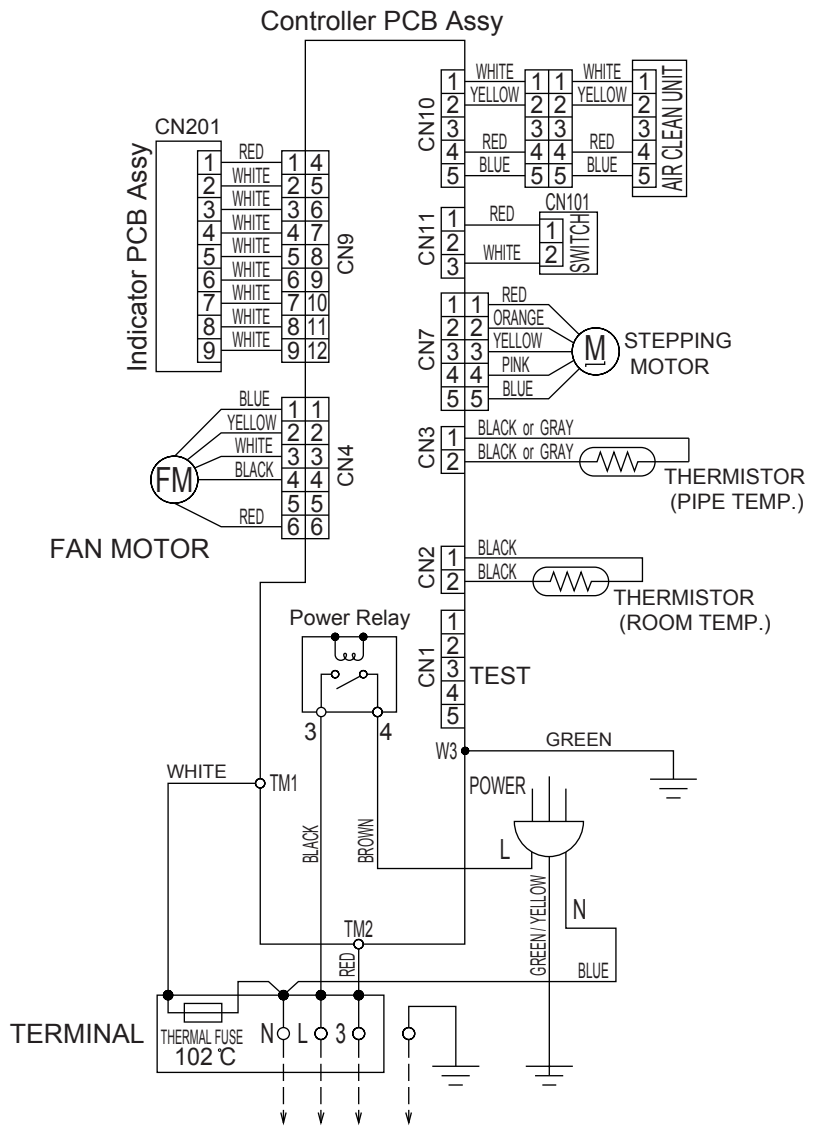 Controller PCB Assy
CN201
Indicator PCB Assy
1 RED 1 4
2 WHITE 2 5
3 WHITE 3 6
4 WHITE 4 7
5 WHITE 5 8
6 WHITE 6 9
7 WHITE 7 10
8 WHITE 8 11
9 WHITE 9 12
CN9
BLUE 1 1
YELLOW 2 2
WHITE 3 3
BLACK 4 4
5 5
RED 6 6
CN4
FM
FAN MOTOR
CN10
1 WHITE 1 1 WHITE 1
2 YELLOW 2 2 YELLOW 2
3 3 3 3
4 RED 4 4 RED 4
5 BLUE 5 5 BLUE 5
AIR CLEAN UNIT
CN11
1 RED
2
3 WHITE
CN101
1
2
SWITCH
CN7
1 1 RED
2 2 ORANGE
3 3 YELLOW
4 4 PINK
5 5 BLUE
M
STEPPING
MOTOR
CN3
1 BLACK or GRAY
2 BLACK or GRAY
THERMISTOR
(PIPE TEMP.)
CN2
1 BLACK
2 BLACK
THERMISTOR
(ROOM TEMP.)
CN1
1
2
3
4
5
TEST
Power Relay
3
4
W3
GREEN
WHITE
TM1
POWER
BLACK
BROWN
L
GREEN / YELLOW
N
TM2
RED
BLUE
TERMINAL
THERMAL FUSE
102℃
N L 3